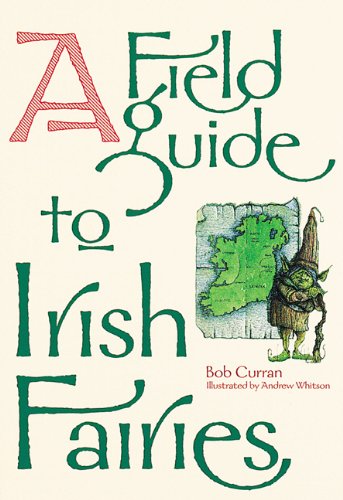 A Field
guide
to
Irish
Fairies
Bob Curran
Illustrated by Andrew Whitson